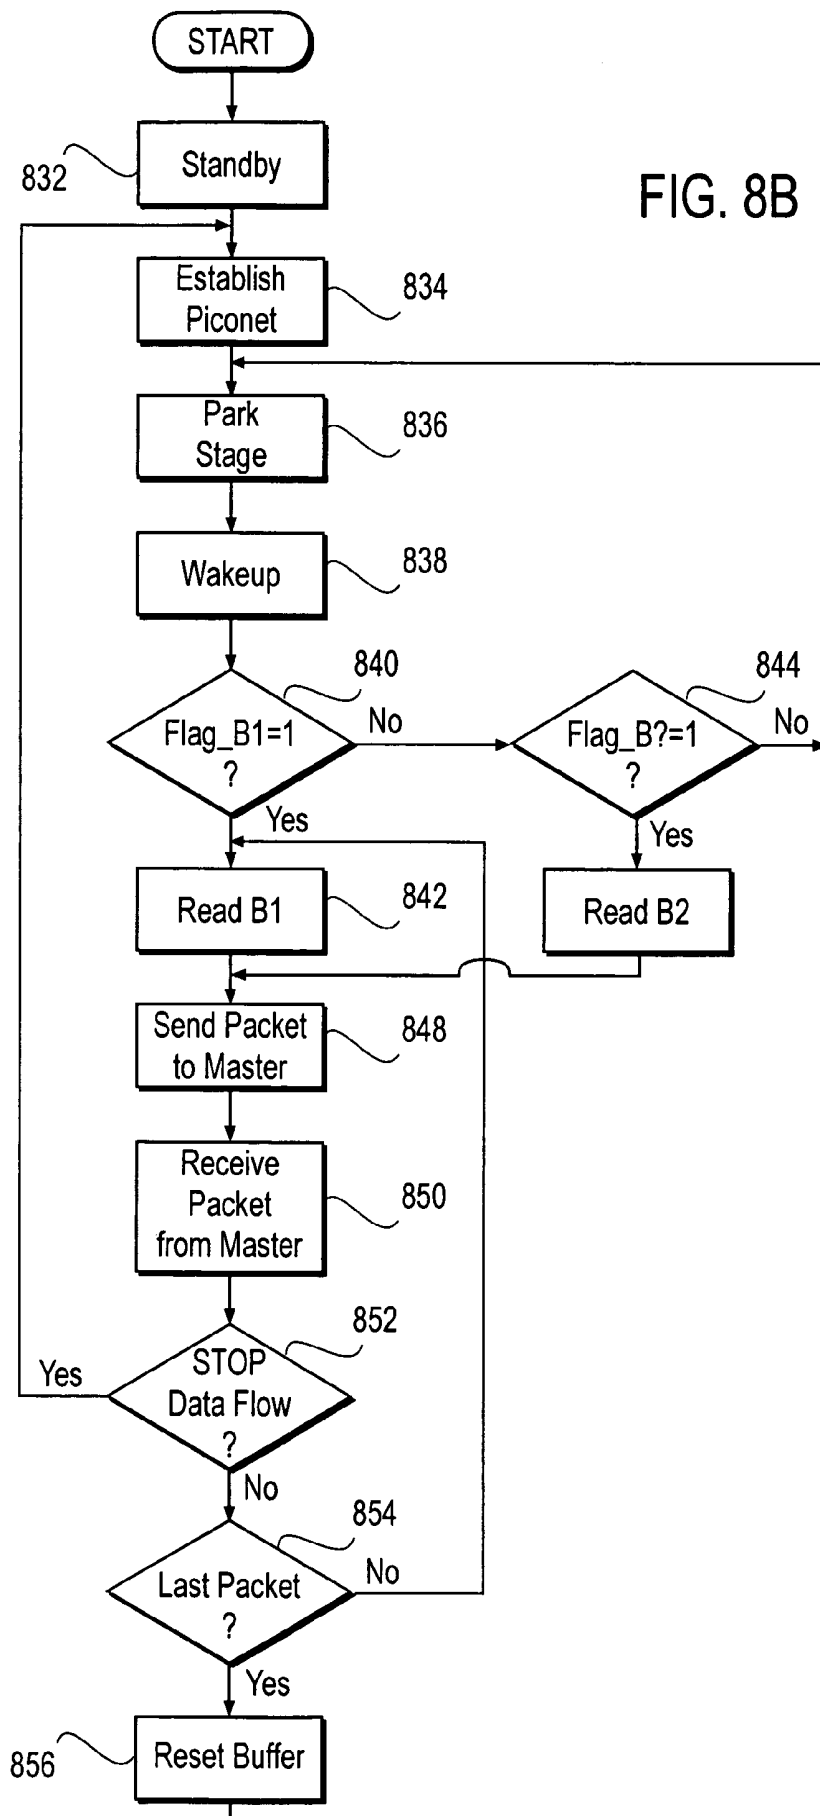 START
832
Standby
FIG. 8B
Establish
Piconet
834
Park
Stage
836
Wakeup
838
840
Flag_B1=1
?
No
844
Flag_B?=1
?
No
Yes
Yes
Read B1
842
Read B2
Send Packet
to Master
848
Receive
Packet
from Master
850
852
STOP
Data Flow
?
Yes
No
854
Last Packet
?
No
Yes
856
Reset Buffer